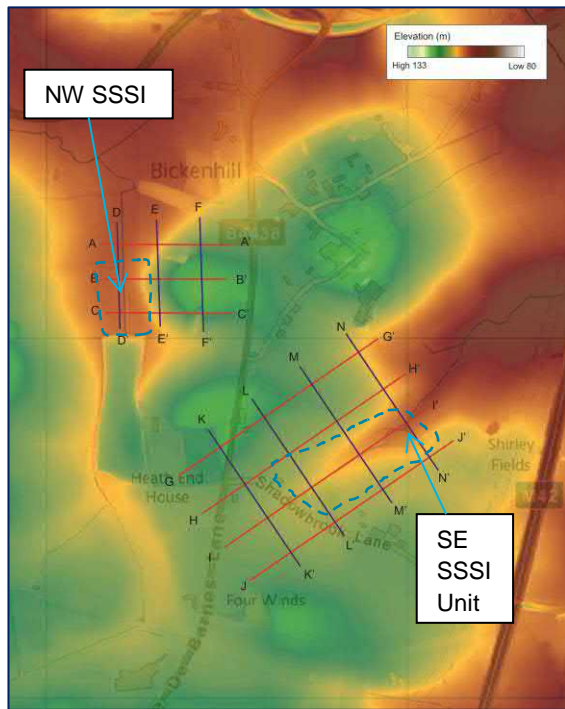 Elevation (m)
High 133
Low 80
NW SSSI
Bickenhill
D
E
F
A
A'
B
B'
C
C'
D'
E'
F'
N
G'
M
H'
L
I'
K
J'
Shirley
Fields
G
Heath End
House
N'
H
Shadowbrook Lane
M'
L
I
SE
SSSI
Unit
J
K'
Four Winds